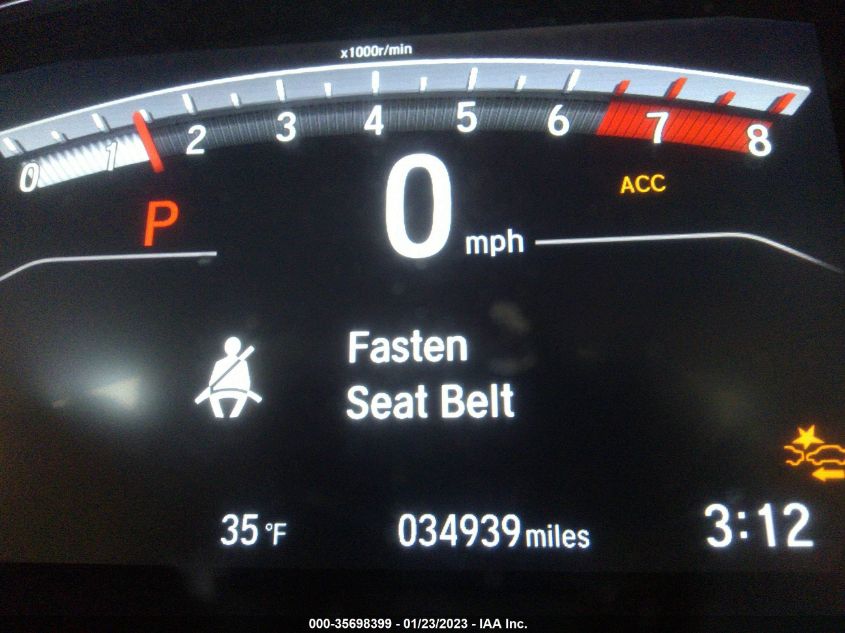 x1000r/min
0 1 2 3 4 5 6 7 8
P
0 mph
ACC
Fasten
Seat Belt
35 °F
034939 miles
3:12
000-35698399 - 01/23/2023 - IAA Inc.